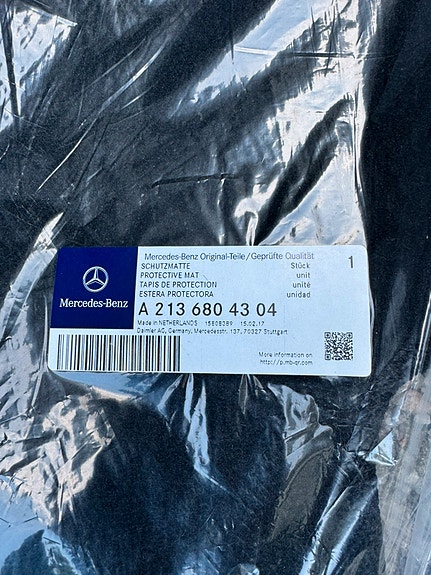 Mercedes-Benz Original-Teile/Geprüfte Qualität
SCHUTZMATTE Stück 1
PROTECTIVE MAT unit
TAPIS DE PROTECTION unité
ESTERA PROTECTORA unidad
Mercedes-Benz
A 213 680 43 04
Made in NETHERLANDS 15808389 15.02.17
Daimler AG, Germany, Mercedesstr. 137, 70327 Stuttgart
More information on
http://p.mb-qr.com